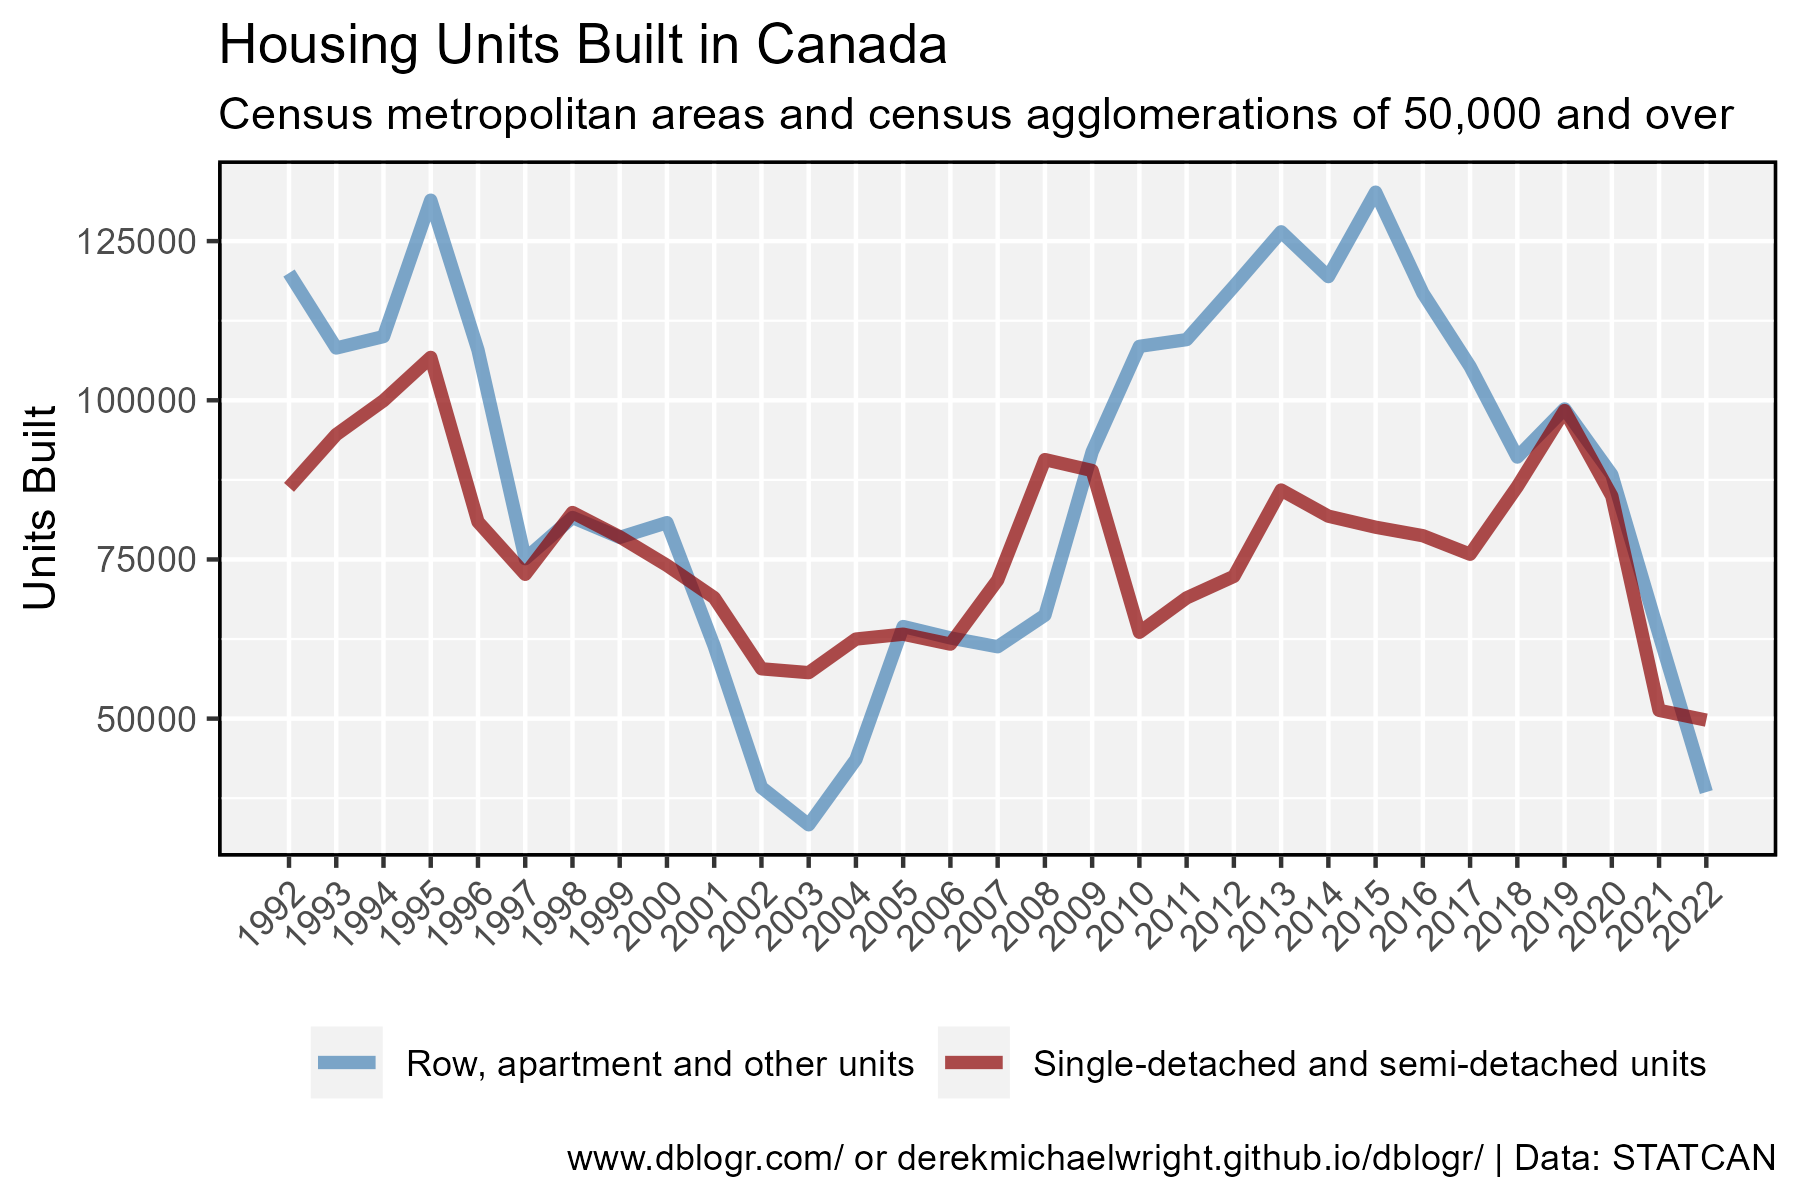 Housing Units Built in Canada
Census metropolitan areas and census agglomerations of 50,000 and over
Units Built
125000
100000
75000
50000
1992 1993 1994 1995 1996 1997 1998 1999 2000 2001 2002 2003 2004 2005 2006 2007 2008 2009 2010 2011 2012 2013 2014 2015 2016 2017 2018 2019 2020 2021 2022
Row, apartment and other units Single-detached and semi-detached units
www.dblogr.com/ or derekmichaelwright.github.io/dblogr/ | Data: STATCAN